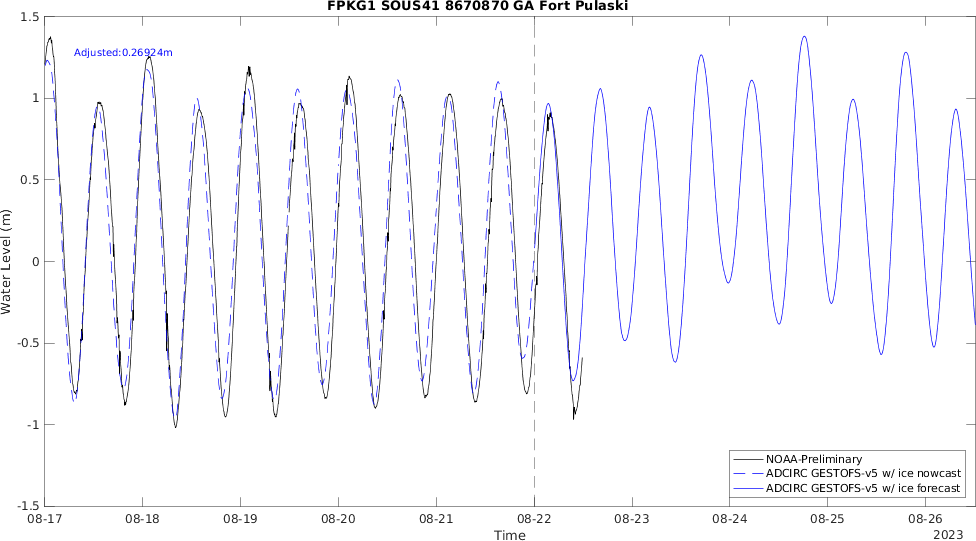 FPKG1 SOUS41 8670870 GA Fort Pulaski
Adjusted:0.26924m
Water Level (m)
1.5
1
0.5
0
-0.5
-1
-1.5
NOAA-Preliminary
ADCIRC GESTOFS-v5 w/ ice nowcast
ADCIRC GESTOFS-v5 w/ ice forecast
08-17 08-18 08-19 08-20 08-21 08-22 08-23 08-24 08-25 08-26
Time
2023